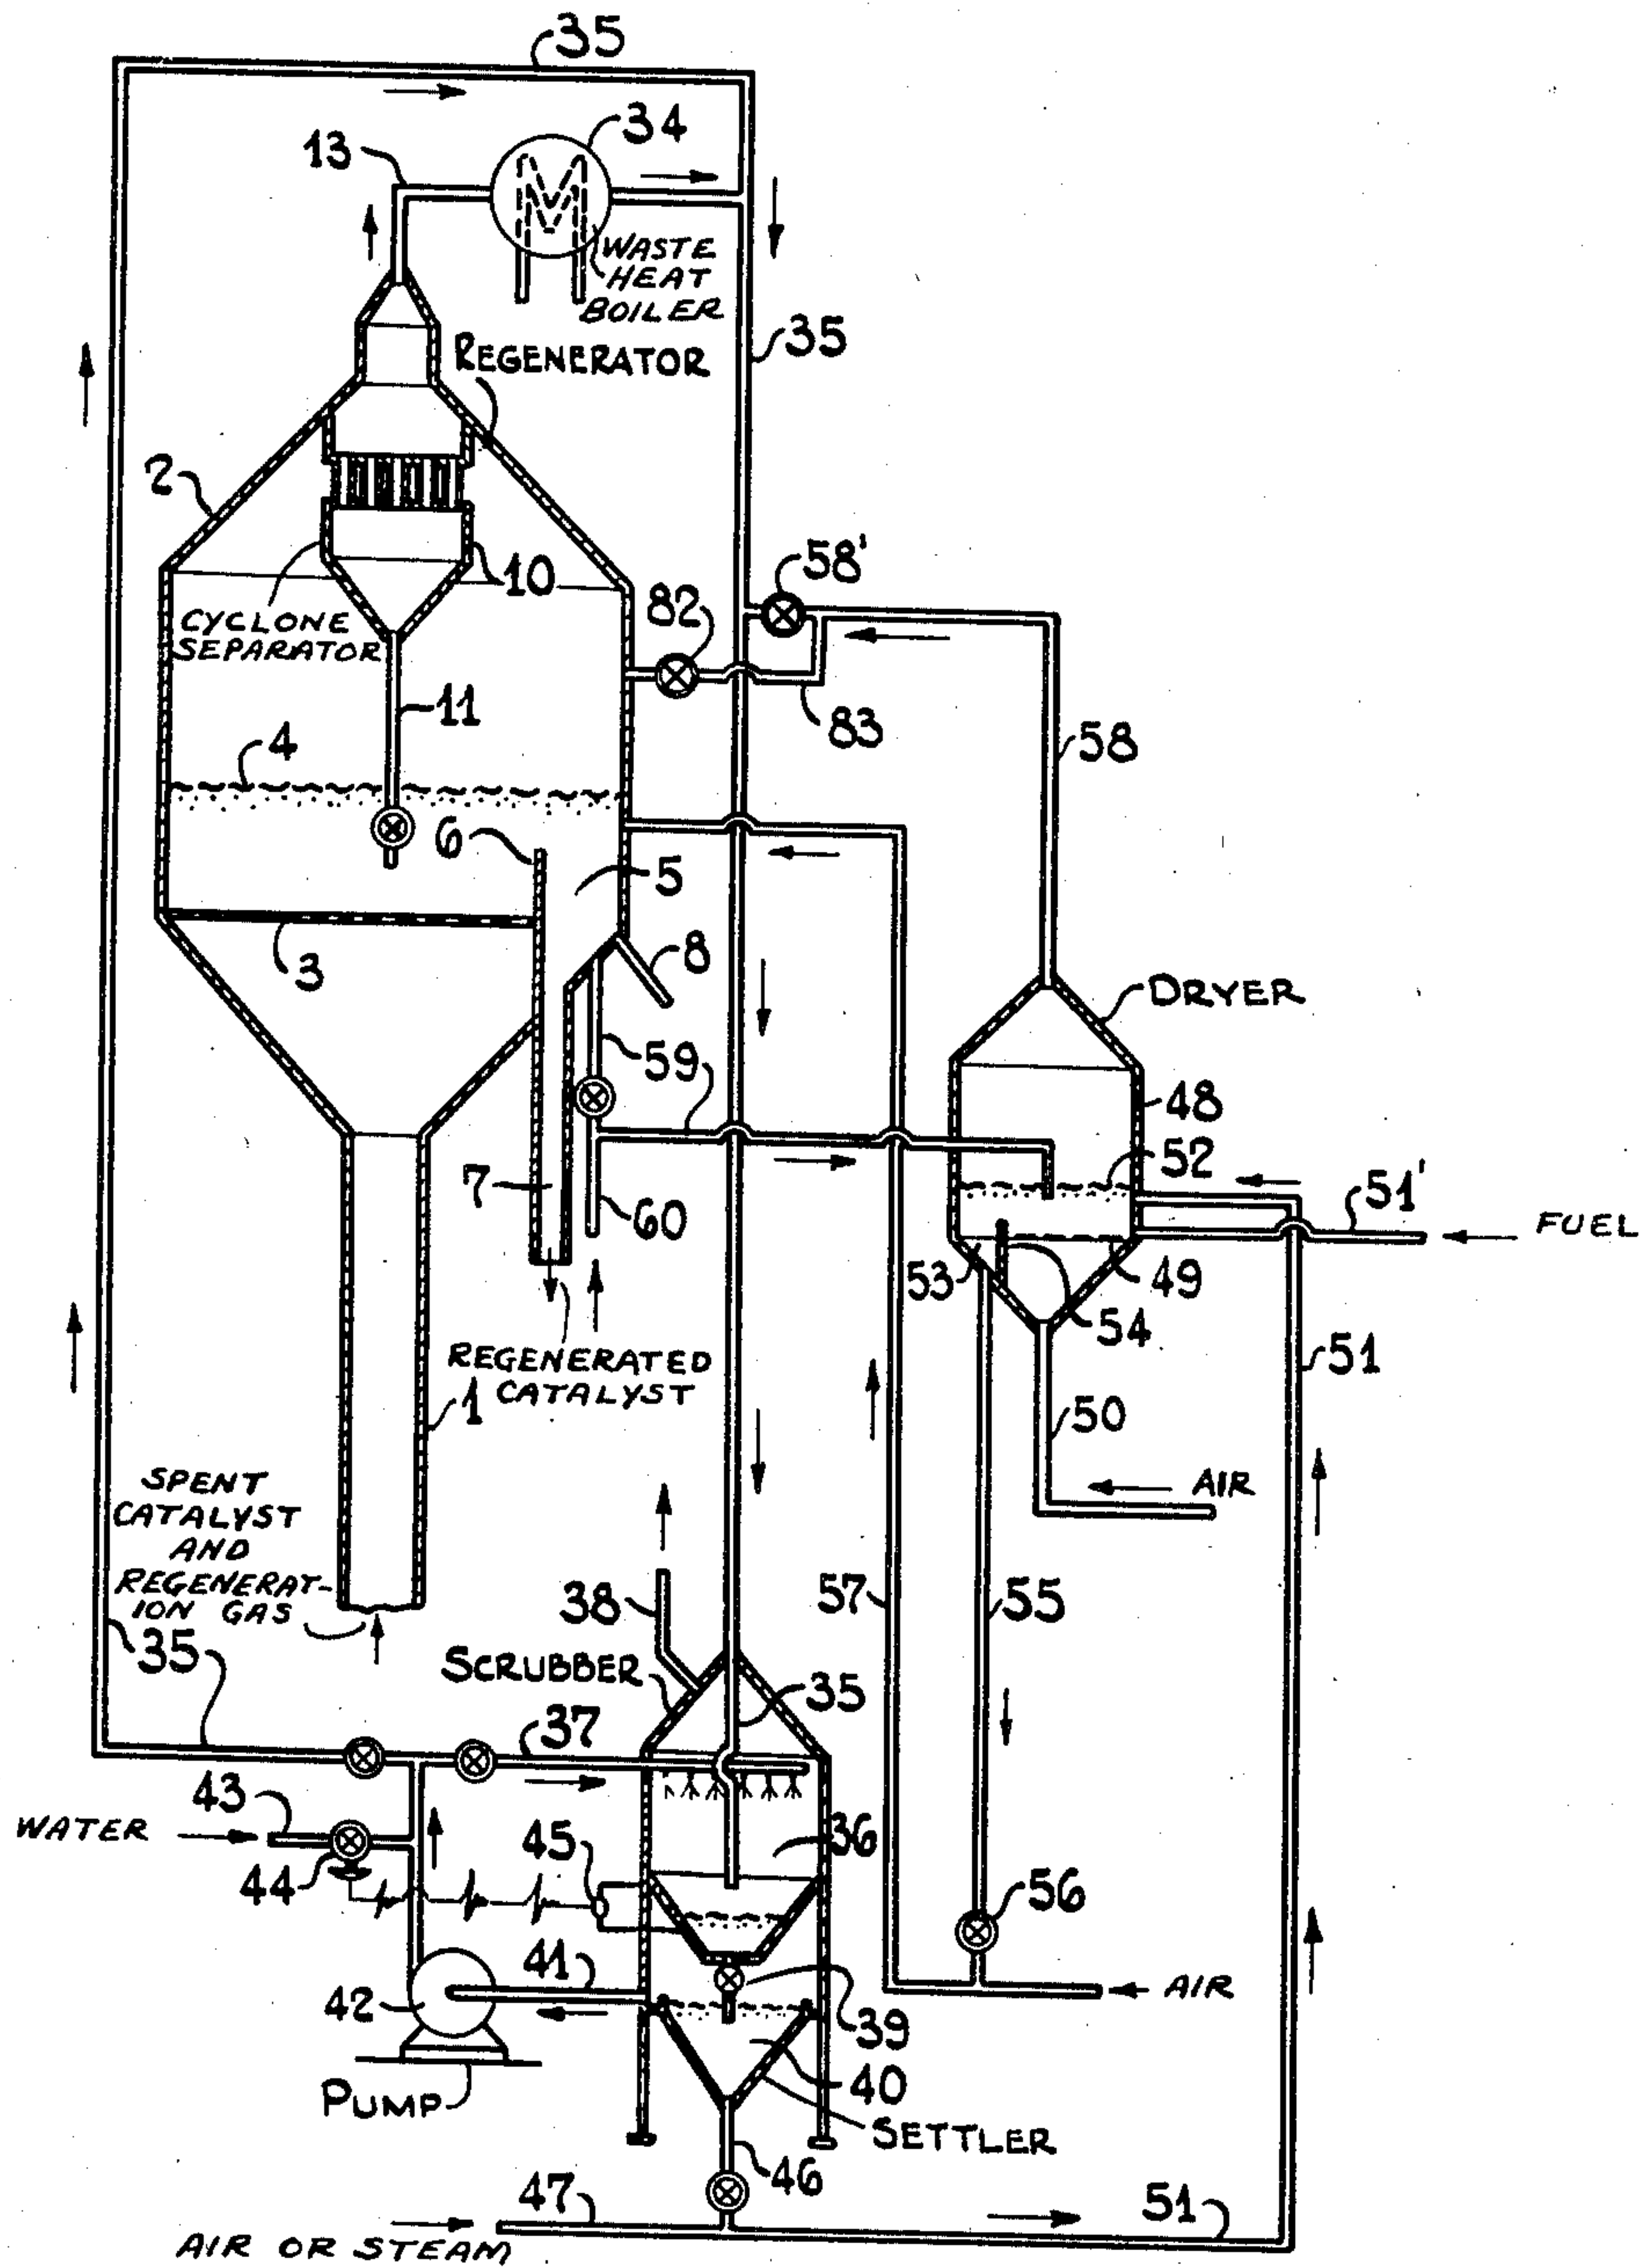 35
34
13
WASTE
HEAT
BOILER
35
REGENERATOR
2
58'
10
82
CYCLONE
SEPARATOR
11
83
4
58
6
5
8
3
DRYER
59
48
7
52
51'
60
FUEL
53
49
54
REGENERATED
CATALYST
51
1
50
SPENT
CATALYST
AND
REGENERAT-
ION GAS
AIR
38
57
55
35
SCRUBBER
35
37
43
WATER
45
36
44
56
41
42
AIR
39
40
PUMP
SETTLER
46
47
51
AIR OR STEAM